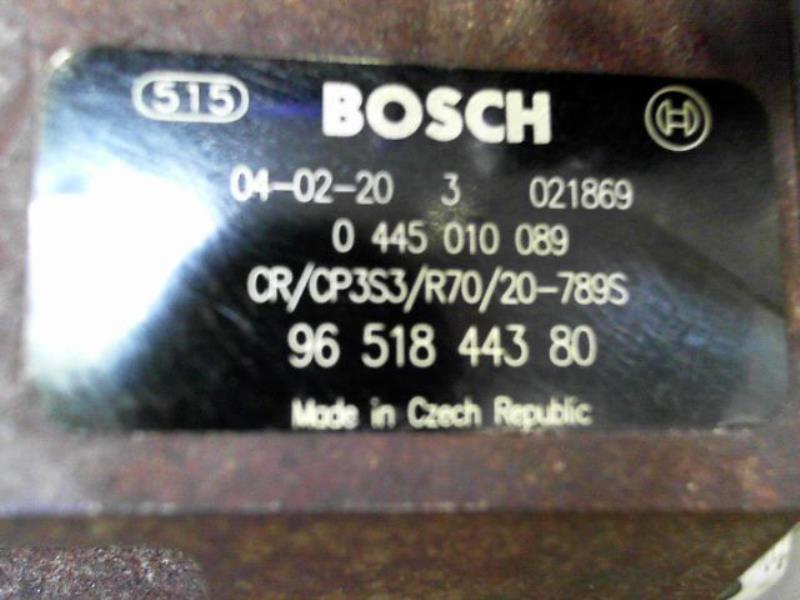 515 BOSCH
04-02-20 3 021869
0 445 010 089
CR/CP3S3/R70/20-789S
96 518 443 80
Made in Czech Republic